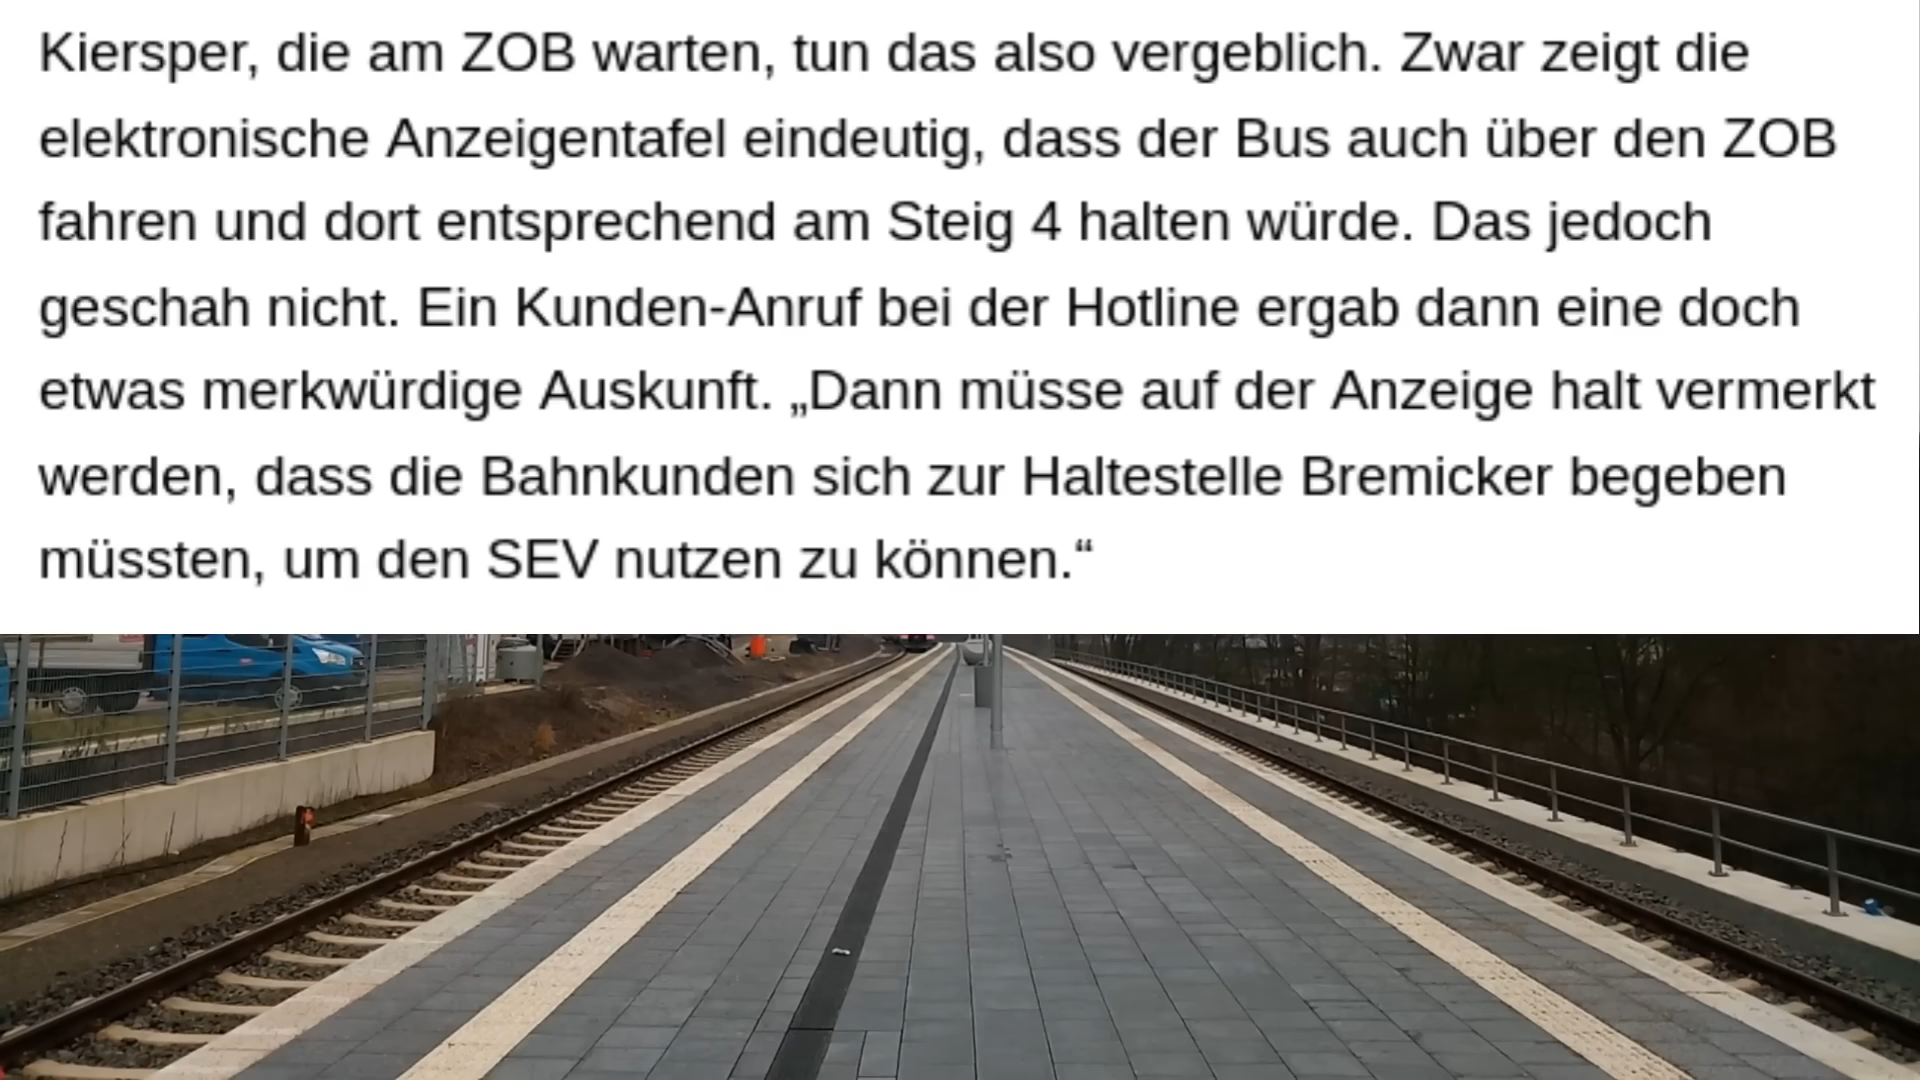 Kiersper, die am ZOB warten, tun das also vergeblich. Zwar zeigt die
elektronische Anzeigentafel eindeutig, dass der Bus auch über den ZOB
fahren und dort entsprechend am Steig 4 halten würde. Das jedoch
geschah nicht. Ein Kunden-Anruf bei der Hotline ergab dann eine doch
etwas merkwürdige Auskunft. „Dann müsse auf der Anzeige halt vermerkt
werden, dass die Bahnkunden sich zur Haltestelle Bremicker begeben
müssten, um den SEV nutzen zu können.“